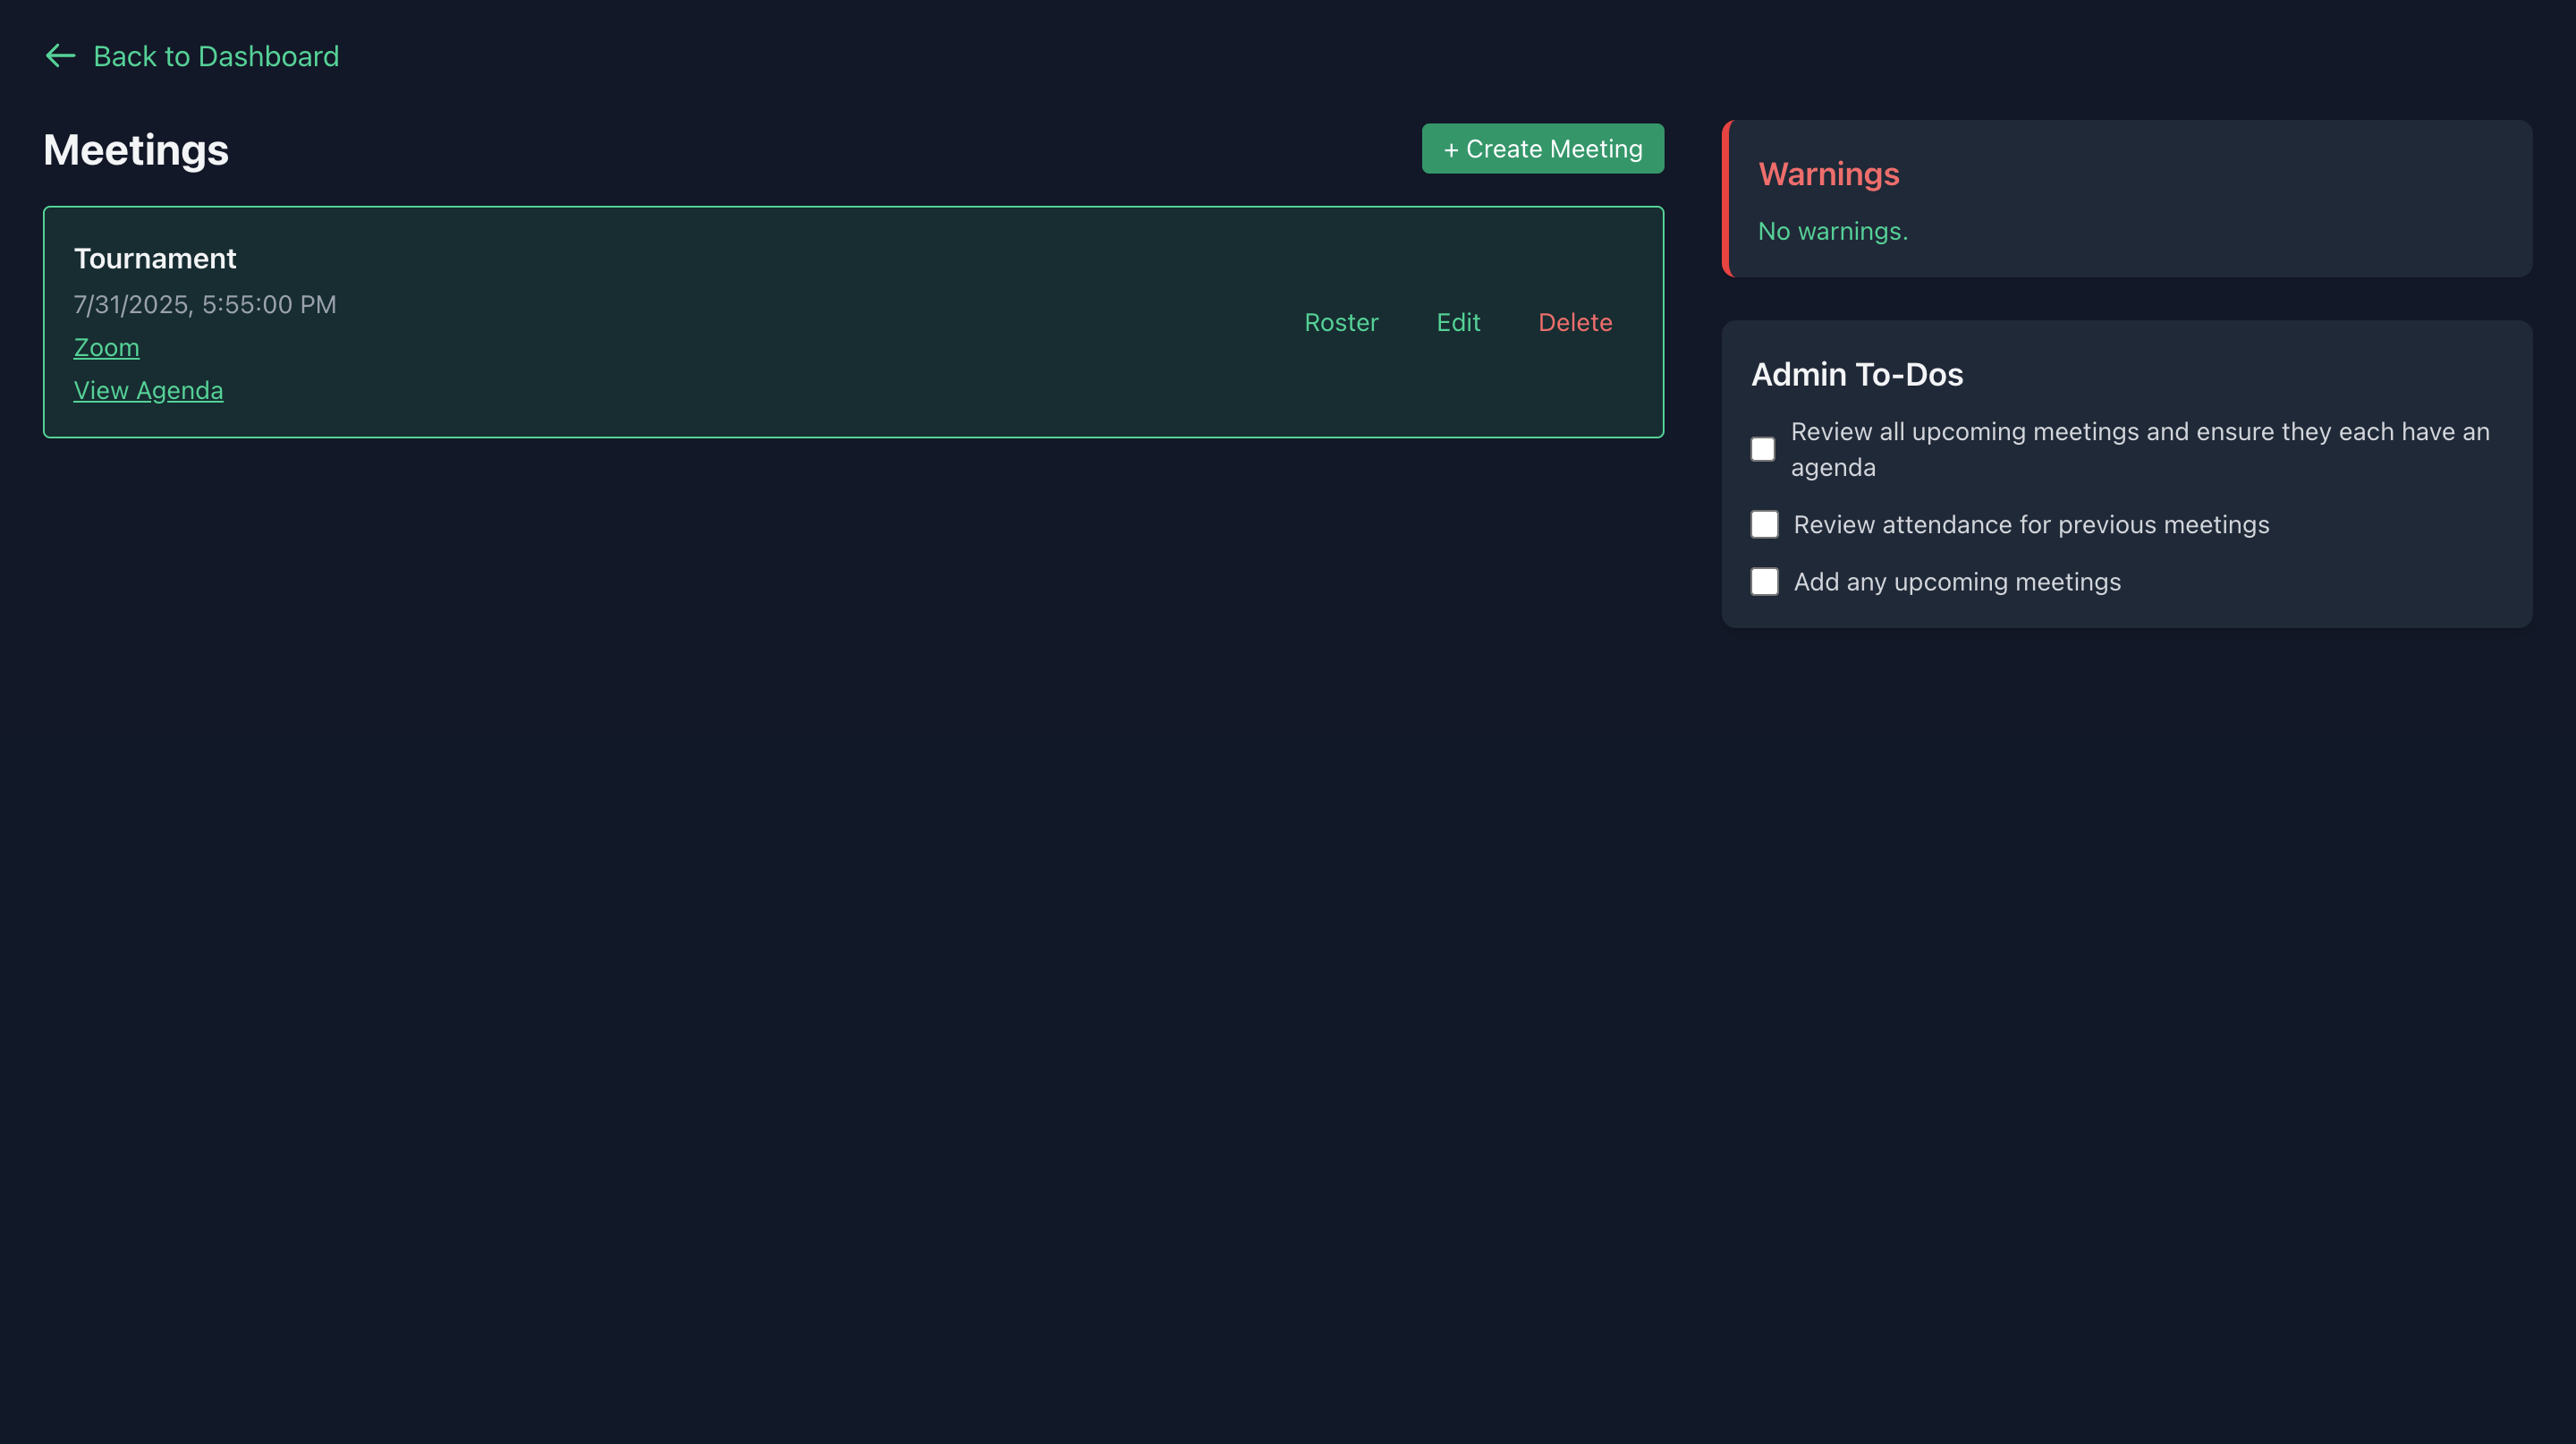 Back to Dashboard
Meetings
+ Create Meeting
Tournament
7/31/2025, 5:55:00 PM
Zoom
View Agenda
Roster
Edit
Delete
Warnings
No warnings.
Admin To-Dos
Review all upcoming meetings and ensure they each have an
agenda
Review attendance for previous meetings
Add any upcoming meetings